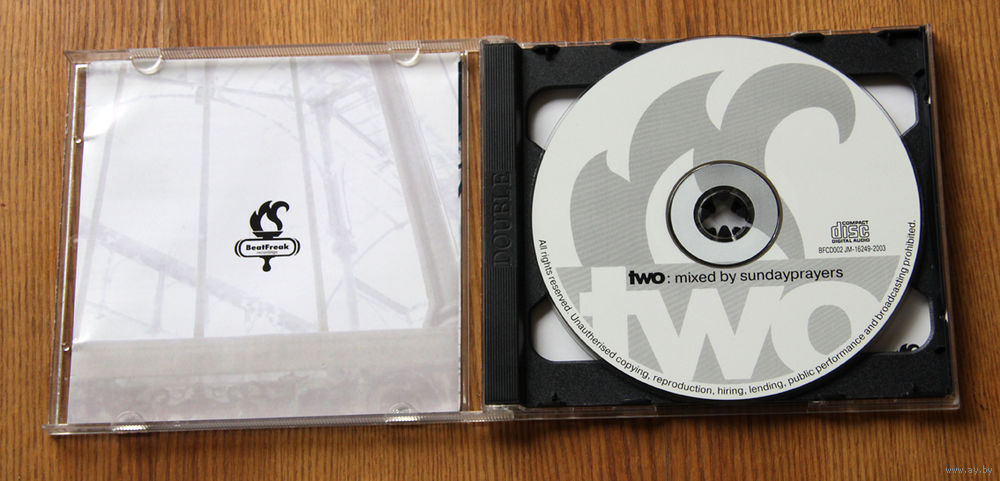 BeatFreak
recordings
DOUBLE
COMPACT
disc
DIGITAL AUDIO
BFCD002 JM-16249-2003
two: mixed by sundayprayers
two
All rights reserved. Unauthorised copying, reproduction, hiring, lending, public performance and broadcasting prohibited.
www.ay.by